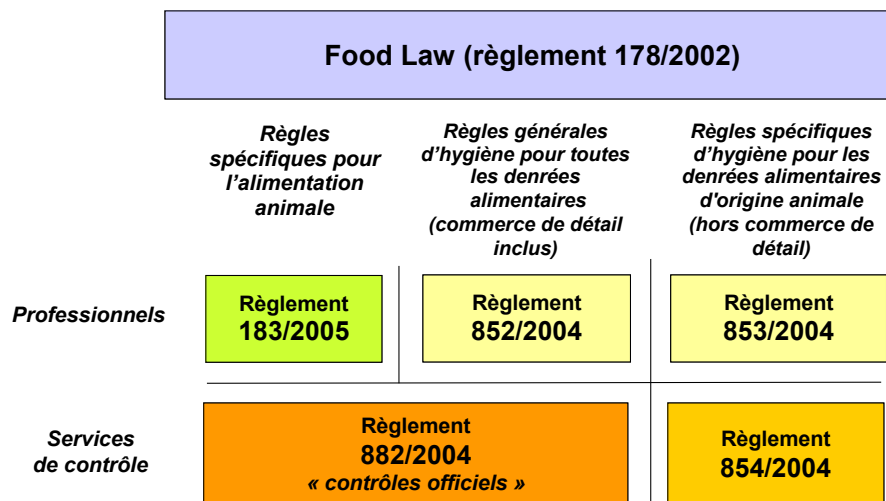 Food Law (règlement 178/2002)
Règles
spécifiques pour
l’alimentation
animale
Règles générales
d’hygiène pour toutes
les denrées
alimentaires
(commerce de détail
inclus)
Règles spécifiques
d’hygiène pour les
denrées alimentaires
d'origine animale
(hors commerce de
détail)
Professionnels
Règlement
183/2005
Règlement
852/2004
Règlement
853/2004
Services
de contrôle
Règlement
882/2004
« contrôles officiels »
Règlement
854/2004